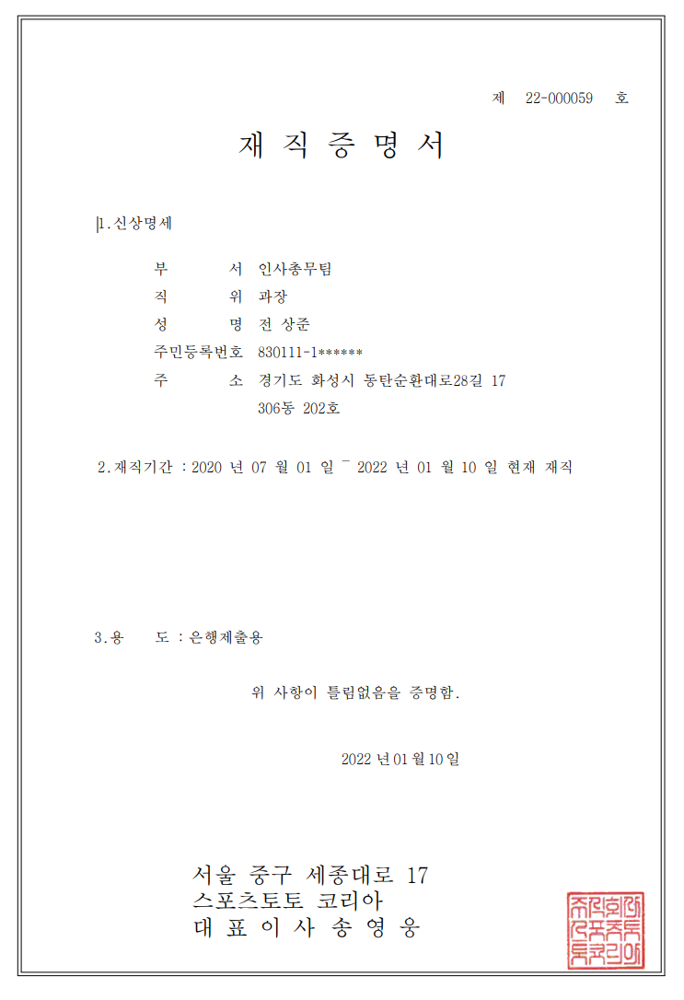 제 22-000059 호
재 직 증 명 서
1.신상명세
부 서 인사총무팀
직 위 과장
성 명 전 상준
주민등록번호 830111-1******
주 소 경기도 화성시 동탄순환대로28길 17
306동 202호
2.재직기간 : 2020 년 07 월 01 일 ~ 2022 년 01 월 10 일 현재 재직
3.용 도 : 은행제출용
위 사항이 틀림없음을 증명함.
2022 년 01 월 10 일
서울 중구 세종대로 17
스포츠토토 코리아
대 표 이 사 송 영 웅